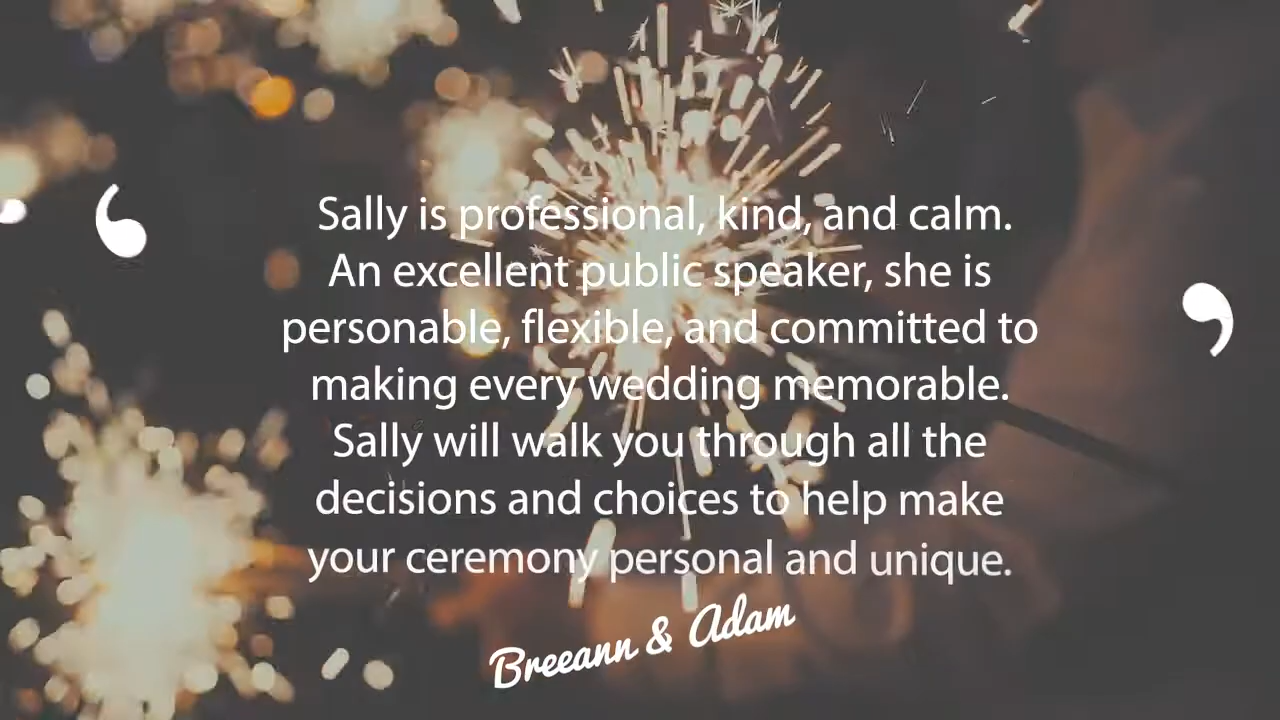 ‘ Sally is professional, kind, and calm.
An excellent public speaker, she is
personable, flexible, and committed to
making every wedding memorable. ’
Sally will walk you through all the
decisions and choices to help make
your ceremony personal and unique.
Breeann & Adam